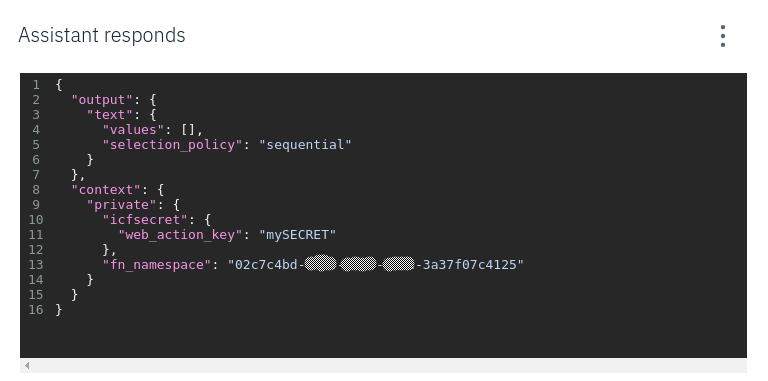 Assistant responds
1 {
2 "output": {
3 "text": {
4 "values": [],
5 "selection_policy": "sequential"
6 }
7 },
8 "context": {
9 "private": {
10 "icfsecret": {
11 "web_action_key": "mySECRET"
12 },
13 "fn_namespace": "02c7c4bd- - - -3a37f07c4125"
14 }
15 }
16 }